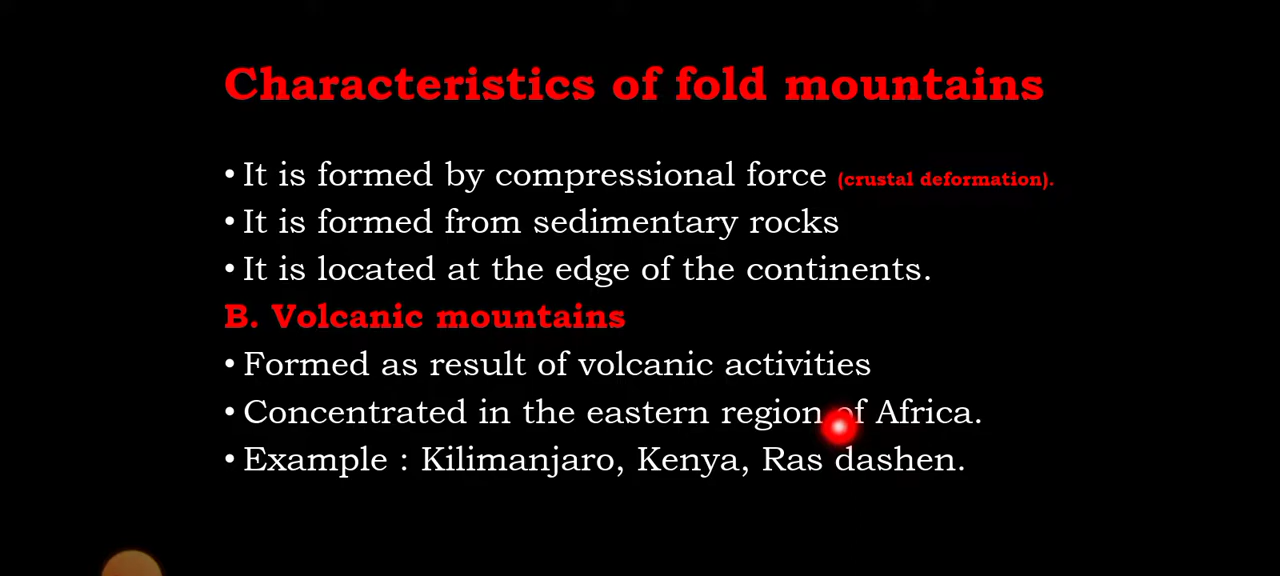 Characteristics of fold mountains
• It is formed by compressional force (crustal deformation).
• It is formed from sedimentary rocks
• It is located at the edge of the continents.
B. Volcanic mountains
• Formed as result of volcanic activities
• Concentrated in the eastern region of Africa.
• Example : Kilimanjaro, Kenya, Ras dashen.